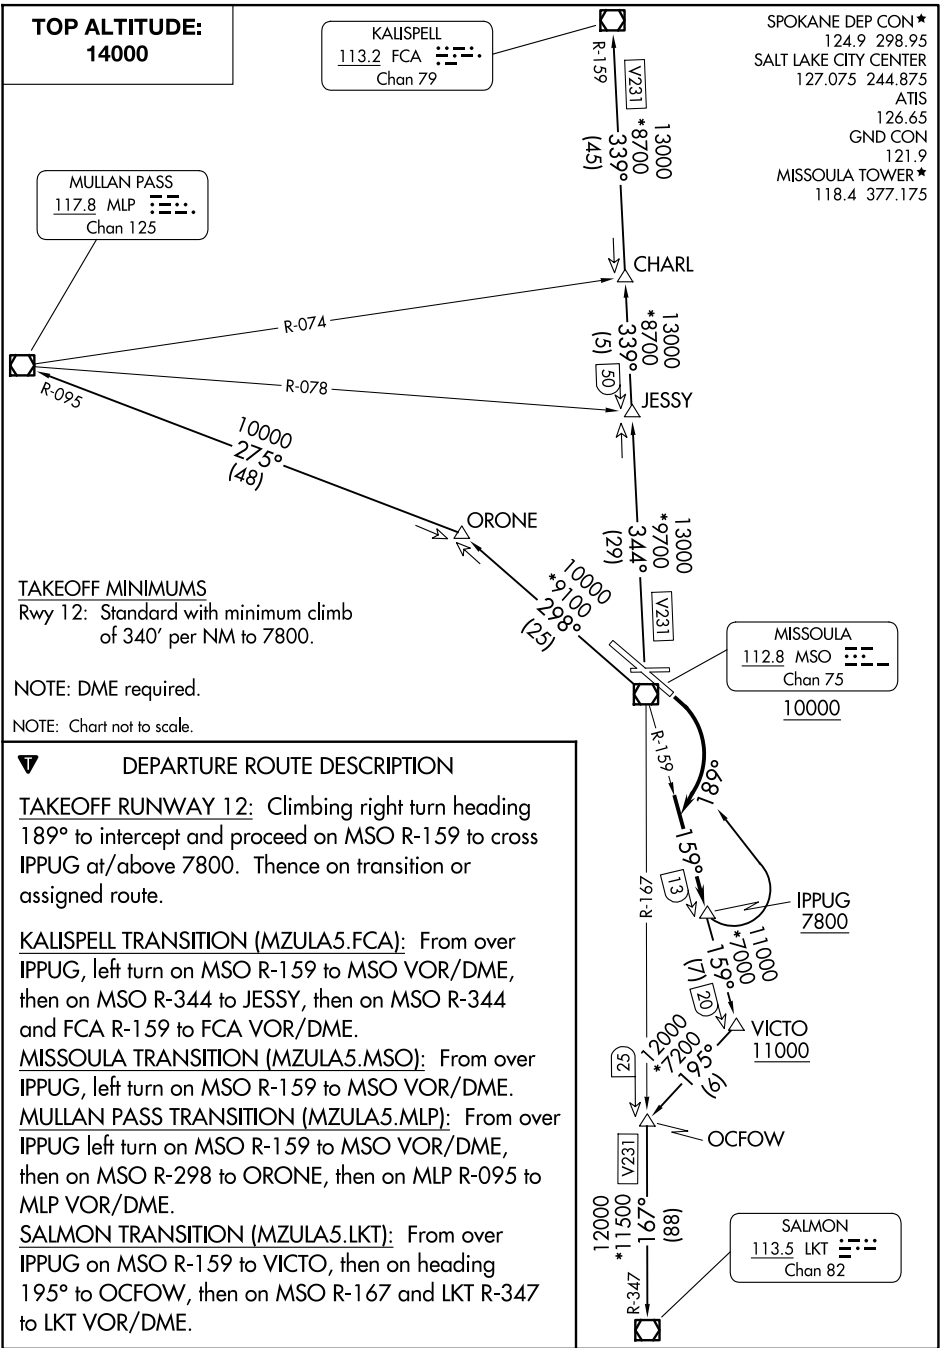 TOP ALTITUDE:
14000
KALISPELL
113.2 FCA
Chan 79
SPOKANE DEP CON★
124.9 298.95
SALT LAKE CITY CENTER
127.075 244.875
ATIS
126.65
GND CON
121.9
MISSOULA TOWER★
118.4 377.175
R-159
V231
13000
*8700
339°
(45)
MULLAN PASS
117.8 MLP
Chan 125
CHARL
R-074
13000
*8700
339°
(5)
50
R-078
JESSY
R-095
10000
275°
(48)
ORONE
13000
*9700
344°
(29)
V231
10000
*9100
298°
(25)
TAKEOFF MINIMUMS
Rwy 12: Standard with minimum climb
of 340' per NM to 7800.
NOTE: DME required.
NOTE: Chart not to scale.
MISSOULA
112.8 MSO
Chan 75
10000
R-159
189°
159°
13
IPPUG
7800
R-167
11000
*7000
159°
(7)
20
VICTO
11000
12000
*7200
195°
(6)
25
OCFOW
V231
12000
*11500
167°
(88)
R-347
SALMON
113.5 LKT
Chan 82
T
DEPARTURE ROUTE DESCRIPTION
TAKEOFF RUNWAY 12: Climbing right turn heading
189° to intercept and proceed on MSO R-159 to cross
IPPUG at/above 7800. Thence on transition or
assigned route.
KALISPELL TRANSITION (MZULA5.FCA): From over
IPPUG, left turn on MSO R-159 to MSO VOR/DME,
then on MSO R-344 to JESSY, then on MSO R-344
and FCA R-159 to FCA VOR/DME.
MISSOULA TRANSITION (MZULA5.MSO): From over
IPPUG, left turn on MSO R-159 to MSO VOR/DME.
MULLAN PASS TRANSITION (MZULA5.MLP): From over
IPPUG left turn on MSO R-159 to MSO VOR/DME,
then on MSO R-298 to ORONE, then on MLP R-095 to
MLP VOR/DME.
SALMON TRANSITION (MZULA5.LKT): From over
IPPUG on MSO R-159 to VICTO, then on heading
195° to OCFOW, then on MSO R-167 and LKT R-347
to LKT VOR/DME.